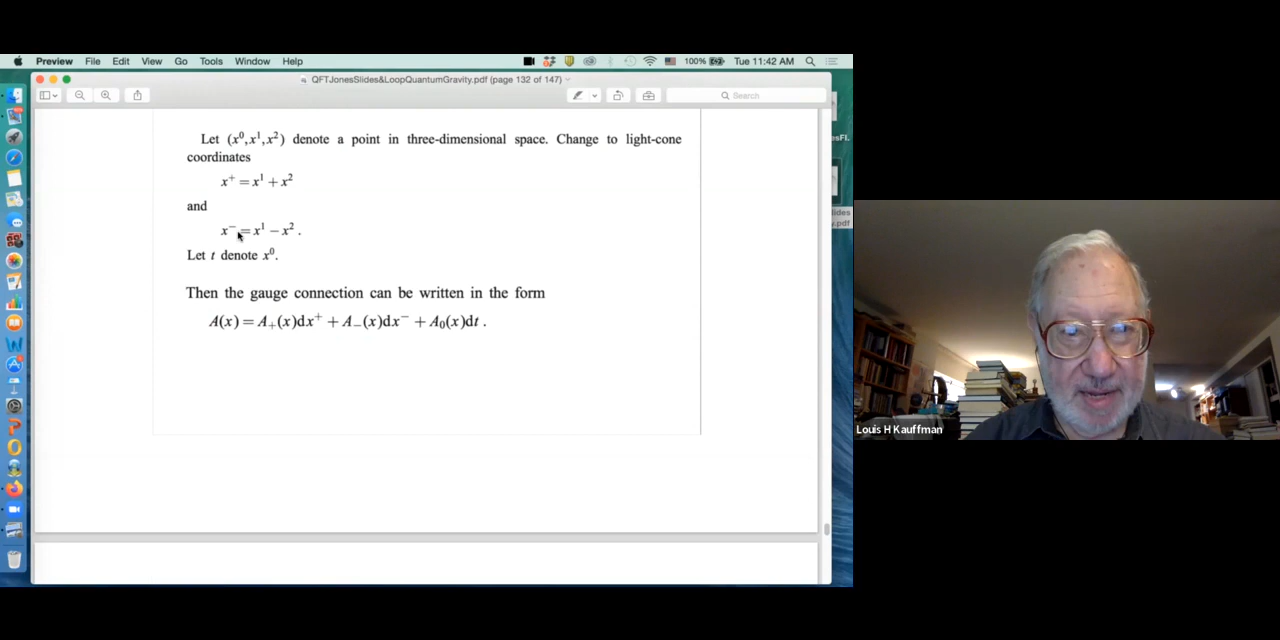 Preview File Edit View Go Tools Window Help 100% Tue 11:42 AM
QFTJonesSlides&LoopQuantumGravity.pdf (page 132 of 147)
Search
Let (x⁰,x¹,x²) denote a point in three-dimensional space. Change to light-cone
coordinates
x⁺ = x¹ + x²
and
x⁻ = x¹ − x² .
Let t denote x⁰.
Then the gauge connection can be written in the form
A(x) = A₊(x)dx⁺ + A₋(x)dx⁻ + A₀(x)dt .
esFl.
lides
y.pdf
Louis H Kauffman